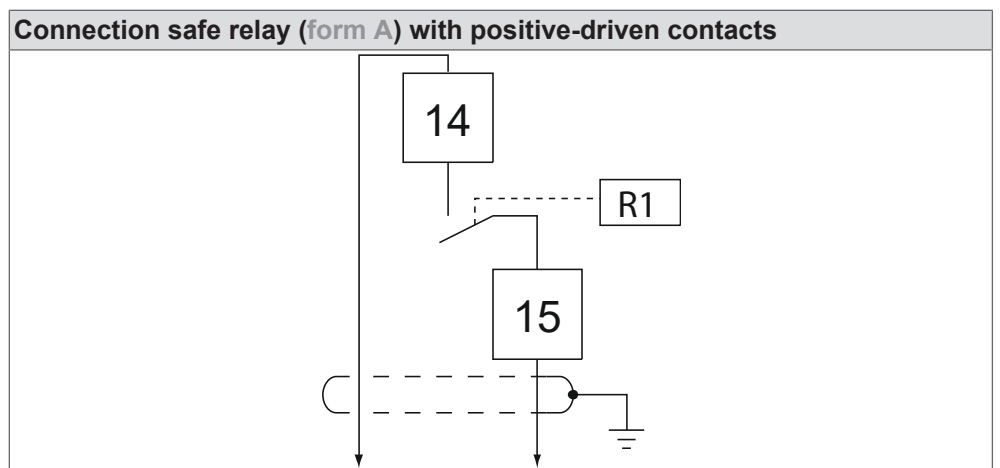 Connection safe relay (form A) with positive-driven contacts
14
R1
15